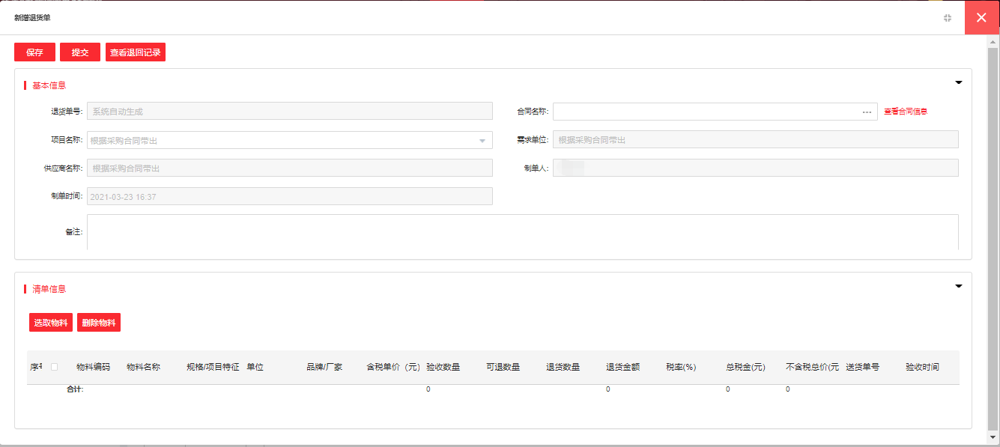 新增退货单
保存 提交 查看退回记录
基本信息
退货单号: 系统自动生成 合同名称: ... 查看合同信息
项目名称: 根据采购合同带出 需求单位: 根据采购合同带出
供应商名称: 根据采购合同带出 制单人:
制单时间: 2021-03-23 16:37
备注:
清单信息
选取物料 删除物料
序号 物料编码 物料名称 规格/项目特征 单位 品牌/厂家 含税单价（元） 验收数量 可退数量 退货数量 退货金额 税率(%) 总税金(元) 不含税总价(元 送货单号 验收时间
合计: 0 0 0 0